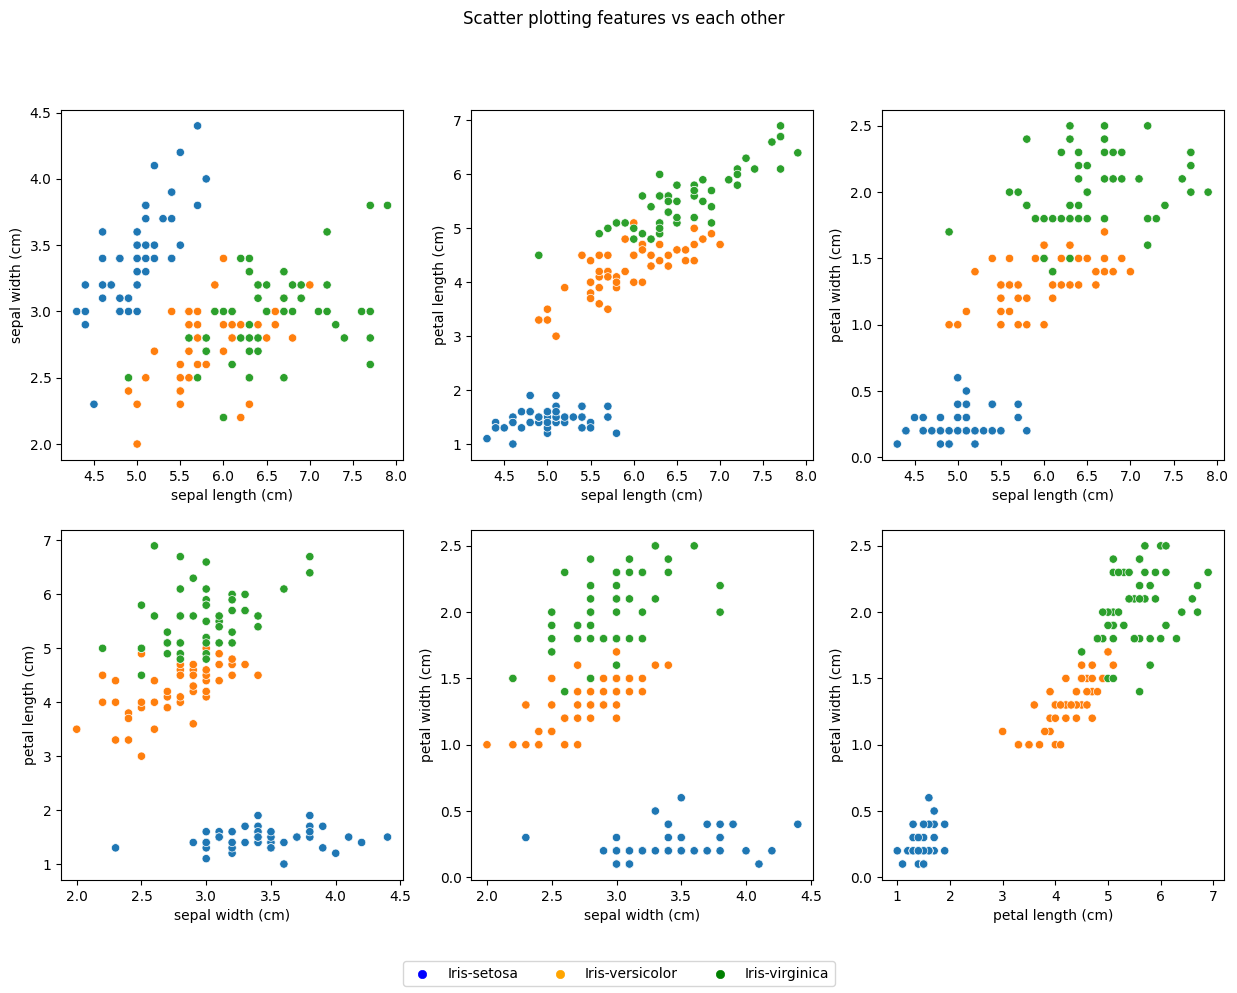 Scatter plotting features vs each other
4.5
4.0
3.5
3.0
2.5
2.0
sepal width (cm)
4.5 5.0 5.5 6.0 6.5 7.0 7.5 8.0
sepal length (cm)
7
6
5
4
3
2
1
petal length (cm)
4.5 5.0 5.5 6.0 6.5 7.0 7.5 8.0
sepal length (cm)
2.5
2.0
1.5
1.0
0.5
0.0
petal width (cm)
4.5 5.0 5.5 6.0 6.5 7.0 7.5 8.0
sepal length (cm)
7
6
5
4
3
2
1
petal length (cm)
2.0 2.5 3.0 3.5 4.0 4.5
sepal width (cm)
2.5
2.0
1.5
1.0
0.5
0.0
petal width (cm)
2.0 2.5 3.0 3.5 4.0 4.5
sepal width (cm)
2.5
2.0
1.5
1.0
0.5
0.0
petal width (cm)
1 2 3 4 5 6 7
petal length (cm)
Iris-setosa Iris-versicolor Iris-virginica